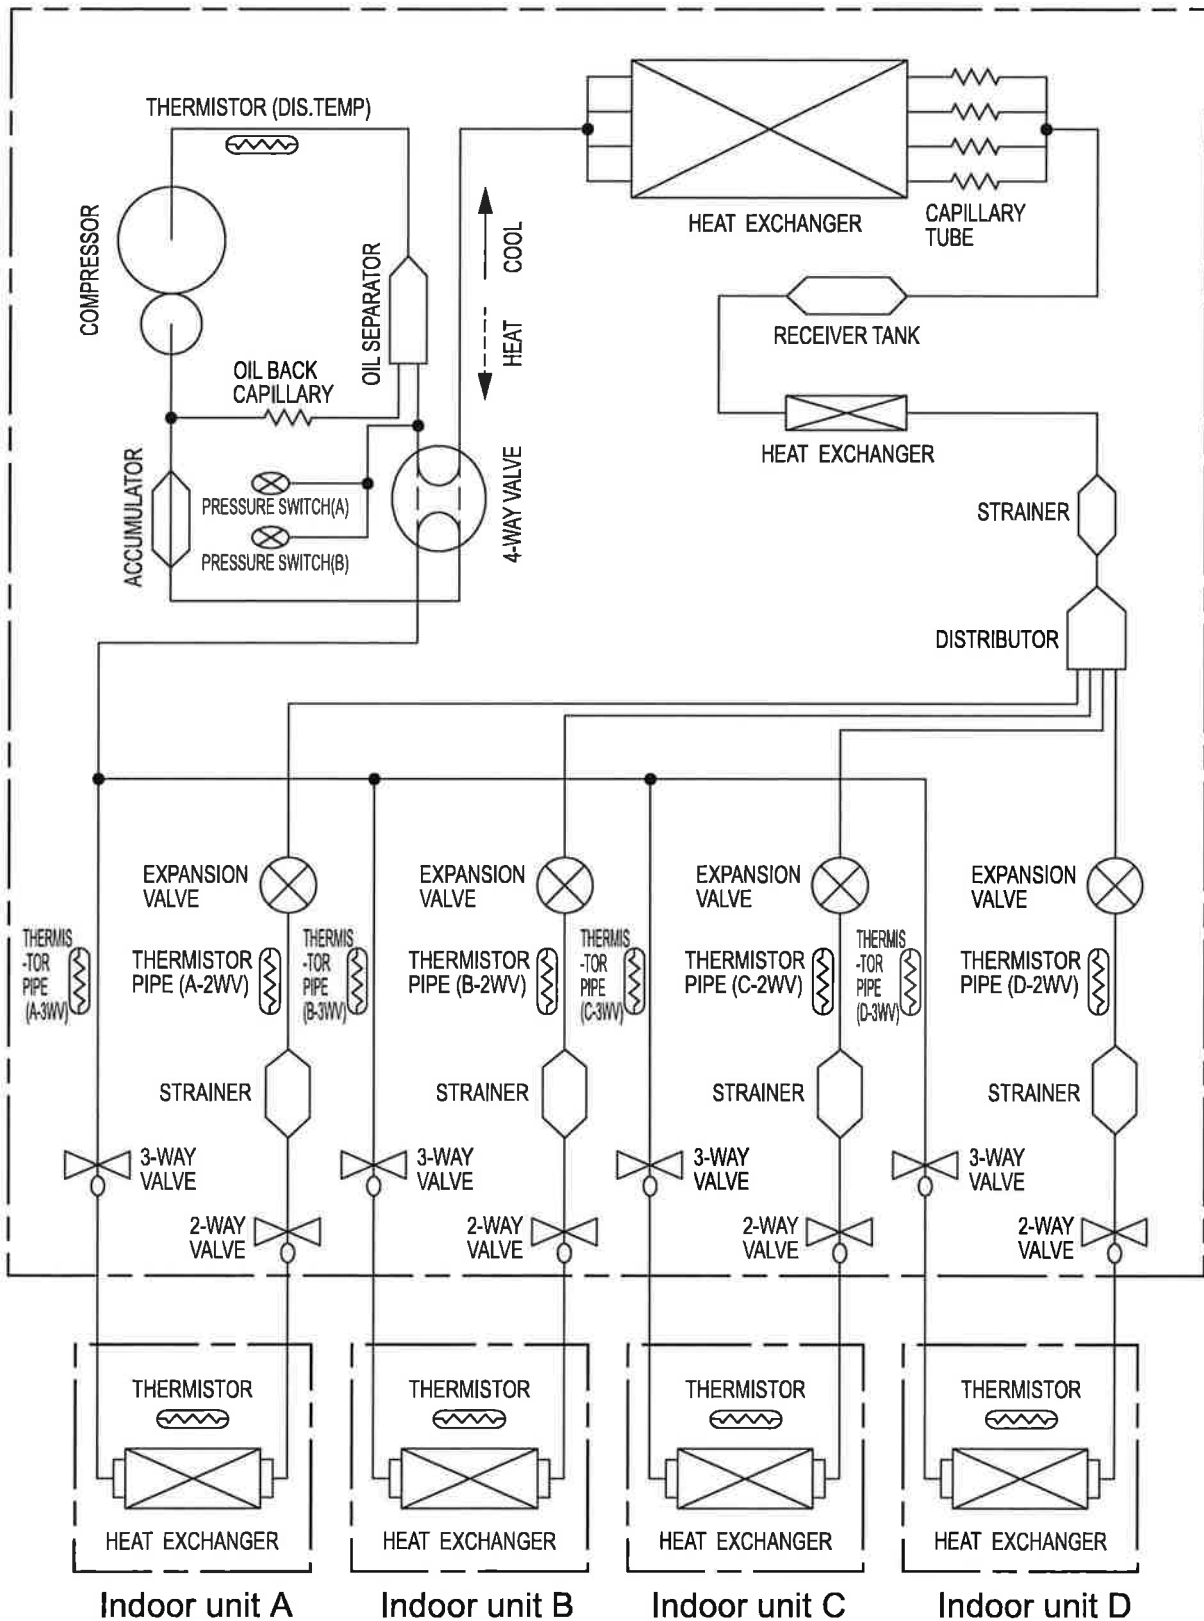 THERMISTOR (DIS.TEMP)
COMPRESSOR
OIL SEPARATOR
COOL
HEAT
HEAT EXCHANGER
CAPILLARY
TUBE
RECEIVER TANK
OIL BACK
CAPILLARY
HEAT EXCHANGER
ACCUMULATOR
PRESSURE SWITCH(A)
PRESSURE SWITCH(B)
4-WAY VALVE
STRAINER
DISTRIBUTOR
EXPANSION
VALVE
EXPANSION
VALVE
EXPANSION
VALVE
EXPANSION
VALVE
THERMIS
-TOR
PIPE
(A-3WV)
THERMISTOR
PIPE (A-2WV)
THERMIS
-TOR
PIPE
(B-3WV)
THERMISTOR
PIPE (B-2WV)
THERMIS
-TOR
PIPE
(C-3WV)
THERMISTOR
PIPE (C-2WV)
THERMIS
-TOR
PIPE
(D-3WV)
THERMISTOR
PIPE (D-2WV)
STRAINER
STRAINER
STRAINER
STRAINER
3-WAY
VALVE
3-WAY
VALVE
3-WAY
VALVE
3-WAY
VALVE
2-WAY
VALVE
2-WAY
VALVE
2-WAY
VALVE
2-WAY
VALVE
THERMISTOR
THERMISTOR
THERMISTOR
THERMISTOR
HEAT EXCHANGER
HEAT EXCHANGER
HEAT EXCHANGER
HEAT EXCHANGER
Indoor unit A
Indoor unit B
Indoor unit C
Indoor unit D